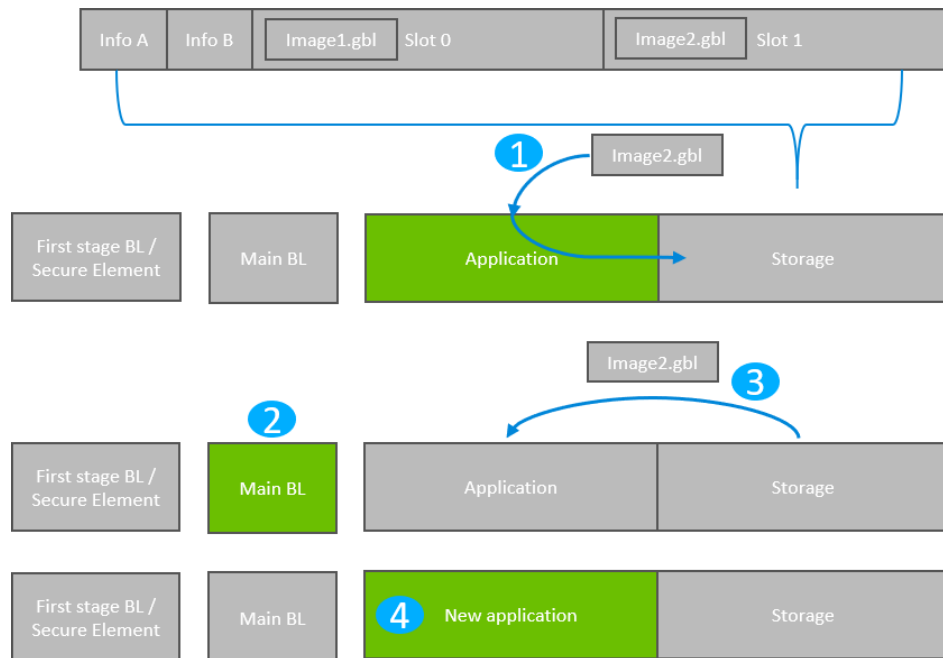 Info A
Info B
Image1.gbl
Slot 0
Image2.gbl
Slot 1
1
Image2.gbl
First stage BL /
Secure Element
Main BL
Application
Storage
Image2.gbl
3
2
First stage BL /
Secure Element
Main BL
Application
Storage
First stage BL /
Secure Element
Main BL
4
New application
Storage